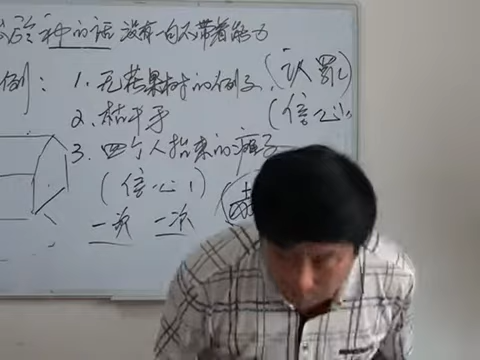 神的话 没有一句不带着能力
例：1. 无花果树的例子，(认罪)
2. 枯干手 (信心)
3. 四个人抬来的瘫子
(信心)
一次 一次